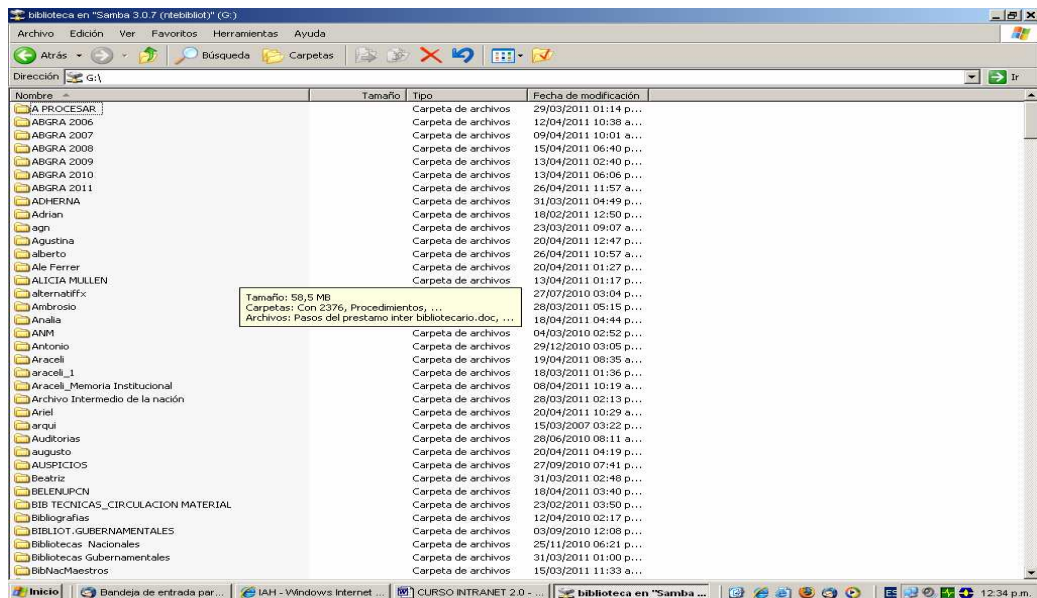 biblioteca en "Samba 3.0.7 (ntebibliot)" (G:)
Archivo Edición Ver Favoritos Herramientas Ayuda
Atrás Búsqueda Carpetas
Dirección G:\ Ir
Nombre Tamaño Tipo Fecha de modificación
A PROCESAR Carpeta de archivos 29/03/2011 01:14 p...
ABGRA 2006 Carpeta de archivos 12/04/2011 10:38 a...
ABGRA 2007 Carpeta de archivos 09/04/2011 10:01 a...
ABGRA 2008 Carpeta de archivos 15/04/2011 06:40 p...
ABGRA 2009 Carpeta de archivos 13/04/2011 02:40 p...
ABGRA 2010 Carpeta de archivos 13/04/2011 06:06 p...
ABGRA 2011 Carpeta de archivos 26/04/2011 11:57 a...
ADHERNA Carpeta de archivos 31/03/2011 04:49 p...
Adrian Carpeta de archivos 18/02/2011 12:50 p...
agn Carpeta de archivos 23/03/2011 09:07 a...
Agustina Carpeta de archivos 20/04/2011 12:47 p...
alberto Carpeta de archivos 26/04/2011 10:57 a...
Ale Ferrer Carpeta de archivos 20/04/2011 01:27 p...
ALICIA MULLEN Carpeta de archivos 13/04/2011 01:17 p...
alternatiffx 27/07/2010 03:04 p...
Ambrosio 28/03/2011 05:15 p...
Analia 18/04/2011 04:44 p...
Tamaño: 58,5 MB
Carpetas: Con 2376, Procedimientos, ...
Archivos: Pasos del prestamo inter bibliotecario.doc, ...
ANM Carpeta de archivos 04/03/2010 02:52 p...
Antonio Carpeta de archivos 29/12/2010 03:05 p...
Araceli Carpeta de archivos 19/04/2011 08:35 a...
araceli_1 Carpeta de archivos 18/03/2011 01:36 p...
Araceli_Memoria Institucional Carpeta de archivos 08/04/2011 10:19 a...
Archivo Intermedio de la nación Carpeta de archivos 28/03/2011 02:13 p...
Ariel Carpeta de archivos 20/04/2011 10:29 a...
arqui Carpeta de archivos 15/03/2007 03:22 p...
Auditorias Carpeta de archivos 28/06/2010 08:11 a...
augusto Carpeta de archivos 20/04/2011 04:19 p...
AUSPICIOS Carpeta de archivos 27/09/2010 07:41 p...
Beatriz Carpeta de archivos 31/03/2011 02:48 p...
BELENUPCN Carpeta de archivos 18/04/2011 03:40 p...
BIB TECNICAS_CIRCULACION MATERIAL Carpeta de archivos 23/02/2011 03:50 p...
Bibliografias Carpeta de archivos 12/04/2010 02:17 p...
BIBLIOT.GUBERNAMENTALES Carpeta de archivos 03/09/2010 12:08 p...
Bibliotecas Nacionales Carpeta de archivos 25/11/2010 06:21 p...
Bibliotecas Gubernamentales Carpeta de archivos 31/03/2011 01:00 p...
BibNacMaestros Carpeta de archivos 15/03/2011 11:33 a...
Inicio Bandeja de entrada par... IAH - Windows Internet ... CURSO INTRANET 2.0 - ... biblioteca en "Samba ... ES 12:34 p.m.